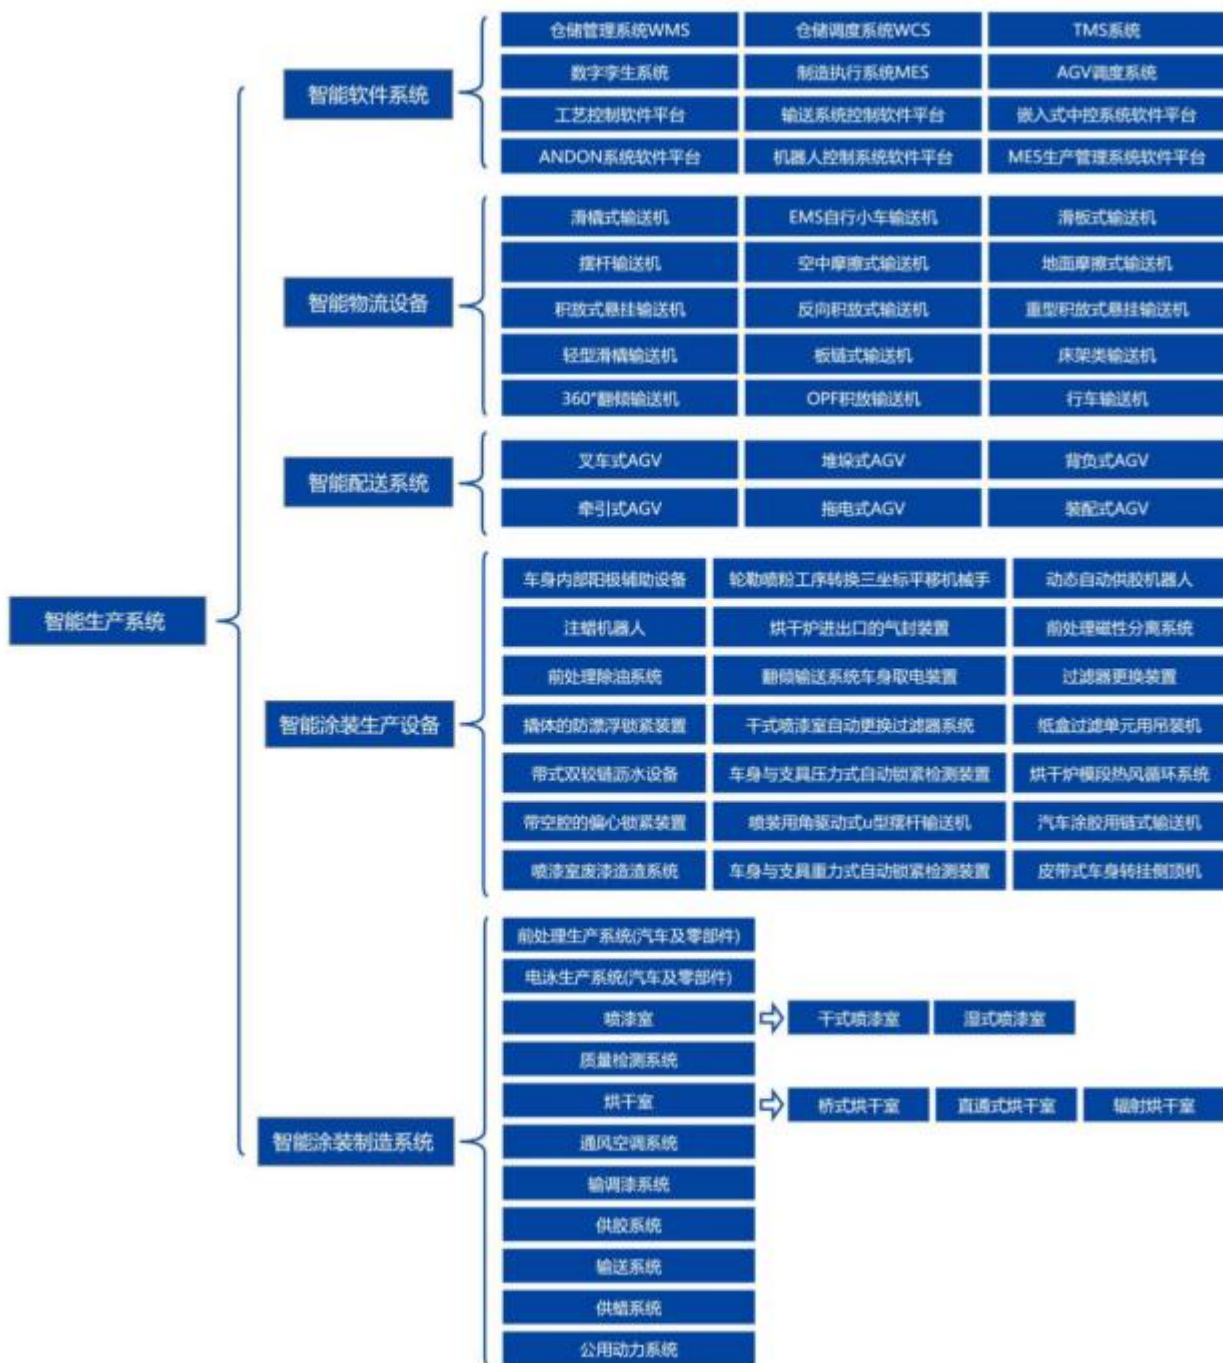 智能生产系统
智能软件系统
仓储管理系统WMS
仓储调度系统WCS
TMS系统
数字孪生系统
制造执行系统MES
AGV调度系统
工艺控制软件平台
输送系统控制软件平台
嵌入式中控系统软件平台
ANDON系统软件平台
机器人控制系统软件平台
MES生产管理系统软件平台
智能物流设备
滑橇式输送机
EMS自行小车输送机
滑板式输送机
摆杆输送机
空中摩擦式输送机
地面摩擦式输送机
积放式悬挂输送机
反向积放式输送机
重型积放式悬挂输送机
轻型滑橇输送机
板链式输送机
床架类输送机
360°翻倾输送机
OPF积放输送机
行车输送机
智能配送系统
叉车式AGV
堆垛式AGV
背负式AGV
牵引式AGV
拖电式AGV
装配式AGV
智能涂装生产设备
车身内部阳极辅助设备
轮毂喷粉工序转换三坐标平移机械手
动态自动供胶机器人
注蜡机器人
烘干炉进出口的气封装置
前处理磁性分离系统
前处理除油系统
翻倾输送系统车身取电装置
过滤器更换装置
撬体的防漂浮锁紧装置
干式喷漆室自动更换过滤器系统
纸盒过滤单元用吊装机
带式双铰链沥水设备
车身与支具压力式自动锁紧检测装置
烘干炉模段热风循环系统
带空腔的偏心锁紧装置
喷装用角驱动式u型摆杆输送机
汽车涂胶用链式输送机
喷漆室废漆造渣系统
车身与支具重力式自动锁紧检测装置
皮带式车身转挂侧顶机
智能涂装制造系统
前处理生产系统(汽车及零部件)
电泳生产系统(汽车及零部件)
喷漆室
干式喷漆室
湿式喷漆室
质量检测系统
烘干室
桥式烘干室
直通式烘干室
辐射烘干室
通风空调系统
输调漆系统
供胶系统
输送系统
供蜡系统
公用动力系统